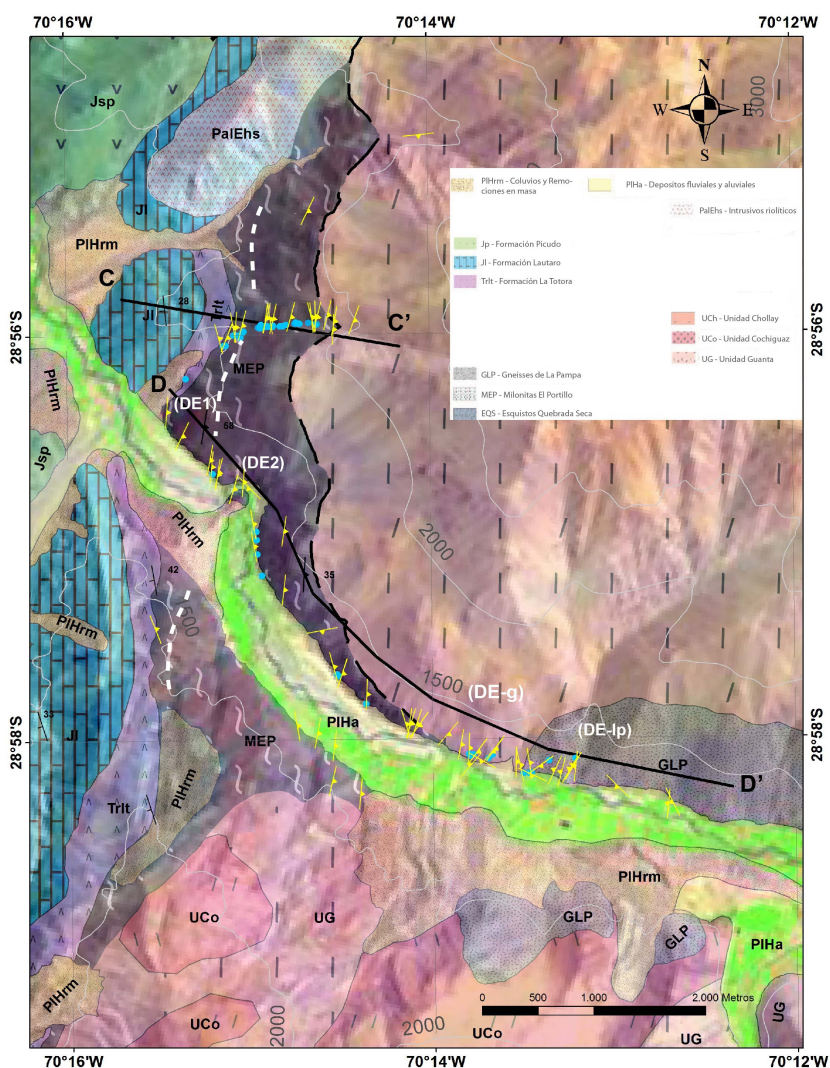 70°16'W 70°14'W 70°12'W
N
W E
S
3000
Jsp
PalEhs
Jl
PlHrm
PlHrm - Coluvios y Remo-
ciones en masa
PlHa - Depositos fluviales y aluviales
PalEhs - Intrusivos riolíticos
Jp - Formación Picudo
Jl - Formación Lautaro
Trlt - Formación La Totora
UCh - Unidad Chollay
UCo - Unidad Cochiguaz
UG - Unidad Guanta
GLP - Gneisses de La Pampa
MEP - Milonitas El Portillo
EQS - Esquistos Quebrada Seca
C
28
Jl
Trlt
C'
28°56'S 28°56'S
MEP
PlHrm
D
(DE1)
68
Jsp
(DE2)
PlHrm
2000
42
35
1500
PlHrm
1500
(DE-g)
33
Jl
MEP
PlHa
(DE-lp)
28°58'S 28°58'S
GLP
D'
PlHrm
Trlt
PlHrm
UCo
UG
GLP
GLP
PlHa
PlHrm
0 500 1.000 2.000 Metros
UG
UCo
2000
2000
UCo
UG
70°16'W 70°14'W 70°12'W